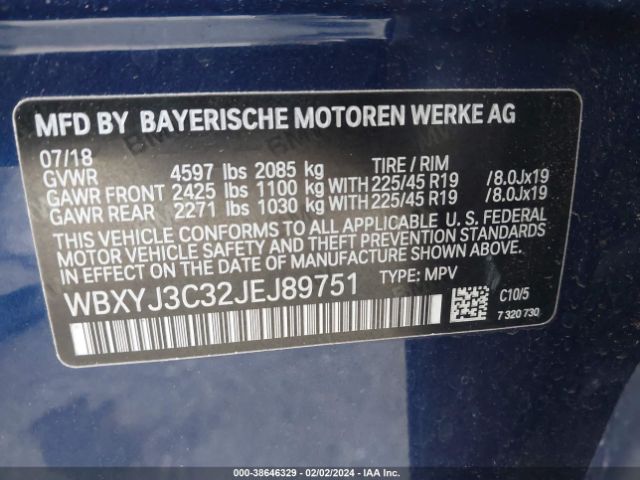 MFD BY BAYERISCHE MOTOREN WERKE AG
07/18
TIRE / RIM
GVWR 4597 lbs 2085 kg
GAWR FRONT 2425 lbs 1100 kg WITH 225/45 R19 /8.0Jx19
GAWR REAR 2271 lbs 1030 kg WITH 225/45 R19 /8.0Jx19
THIS VEHICLE CONFORMS TO ALL APPLICABLE U. S. FEDERAL
MOTOR VEHICLE SAFETY AND THEFT PREVENTION STANDARDS
IN EFFECT ON THE DATE OF MANUFACTURE SHOWN ABOVE.
WBXYJ3C32JEJ89751 TYPE: MPV
C10/5
7 320 730
000-38646329 - 02/02/2024 - IAA, Inc.